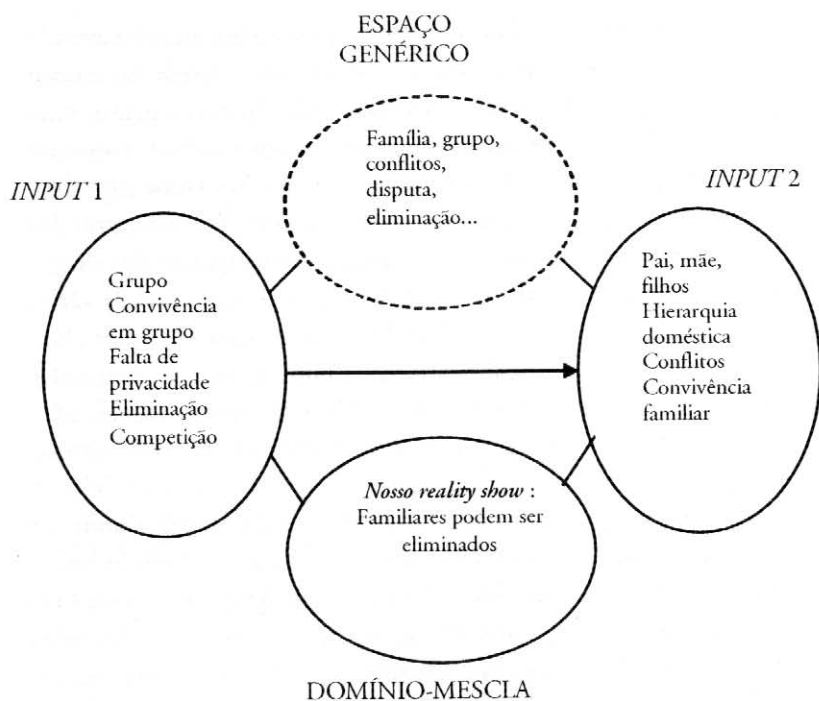 ESPAÇO
GENÉRICO
Família, grupo,
conflitos,
disputa,
eliminação...
INPUT 1
Grupo
Convivência
em grupo
Falta de
privacidade
Eliminação
Competição
INPUT 2
Pai, mãe,
filhos
Hierarquia
doméstica
Conflitos
Convivência
familiar
Nosso reality show :
Familiares podem ser
eliminados
DOMÍNIO-MESCLA